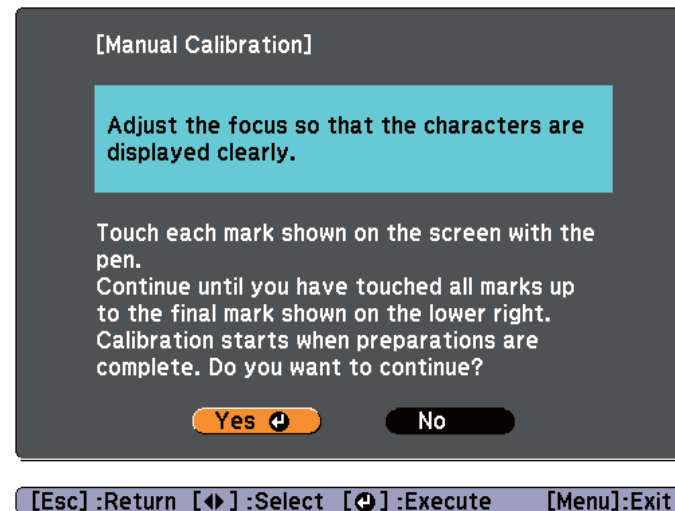 [Manual Calibration]
Adjust the focus so that the characters are
displayed clearly.
Touch each mark shown on the screen with the
pen.
Continue until you have touched all marks up
to the final mark shown on the lower right.
Calibration starts when preparations are
complete. Do you want to continue?
Yes No
[Esc] :Return [ ] :Select [ ] :Execute [Menu]:Exit